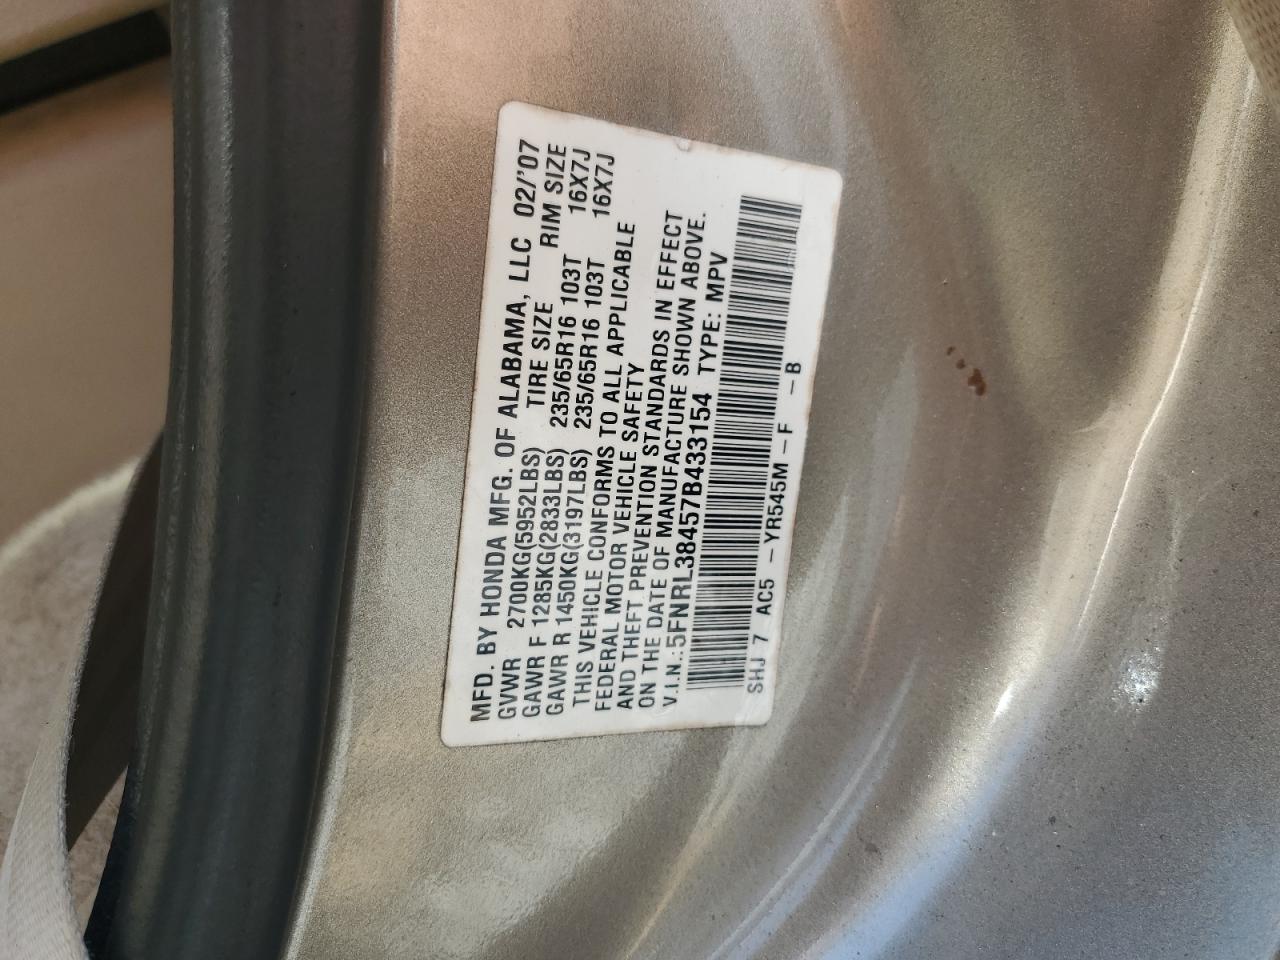 MFD. BY HONDA MFG. OF ALABAMA, LLC 02/'07
GVWR 2700KG(5952LBS) TIRE SIZE RIM SIZE
GAWR F 1285KG(2833LBS) 235/65R16 103T 16X7J
GAWR R 1450KG(3197LBS) 235/65R16 103T 16X7J
THIS VEHICLE CONFORMS TO ALL APPLICABLE
FEDERAL MOTOR VEHICLE SAFETY
AND THEFT PREVENTION STANDARDS IN EFFECT
ON THE DATE OF MANUFACTURE SHOWN ABOVE.
V.I.N.:5FNRL38457B433154 TYPE: MPV
SHJ 7 AC5 -YR545M-F -B